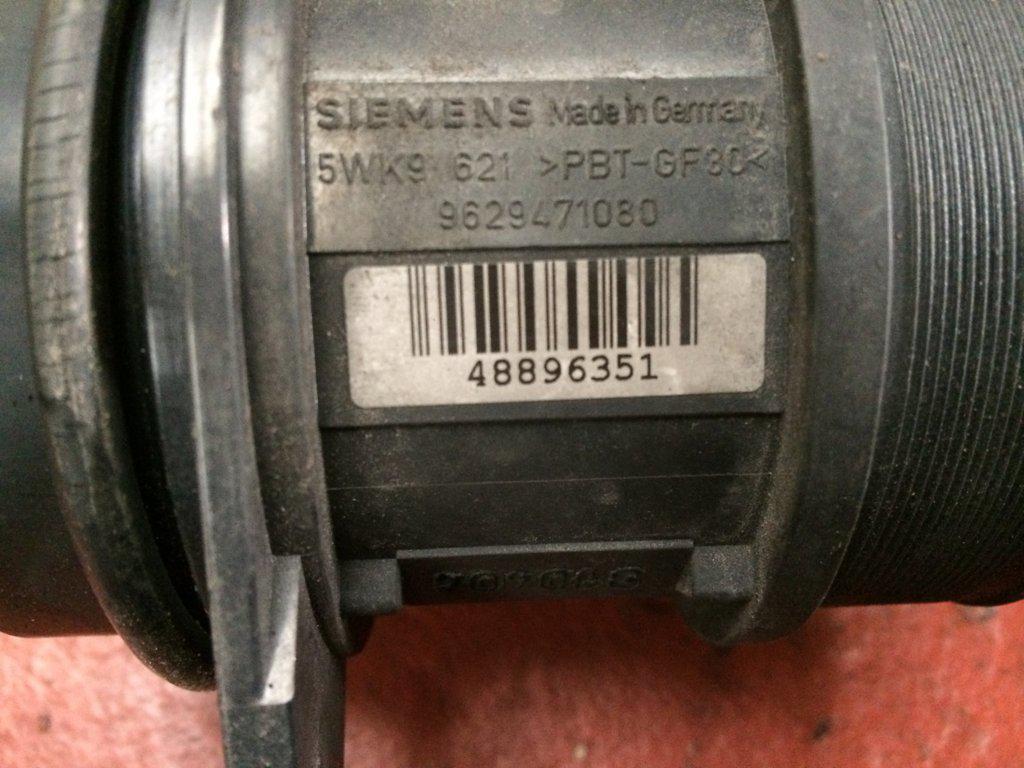 SIEMENS Made in Germany
5WK9 621 >PBT-GF30<
9629471080
48896351